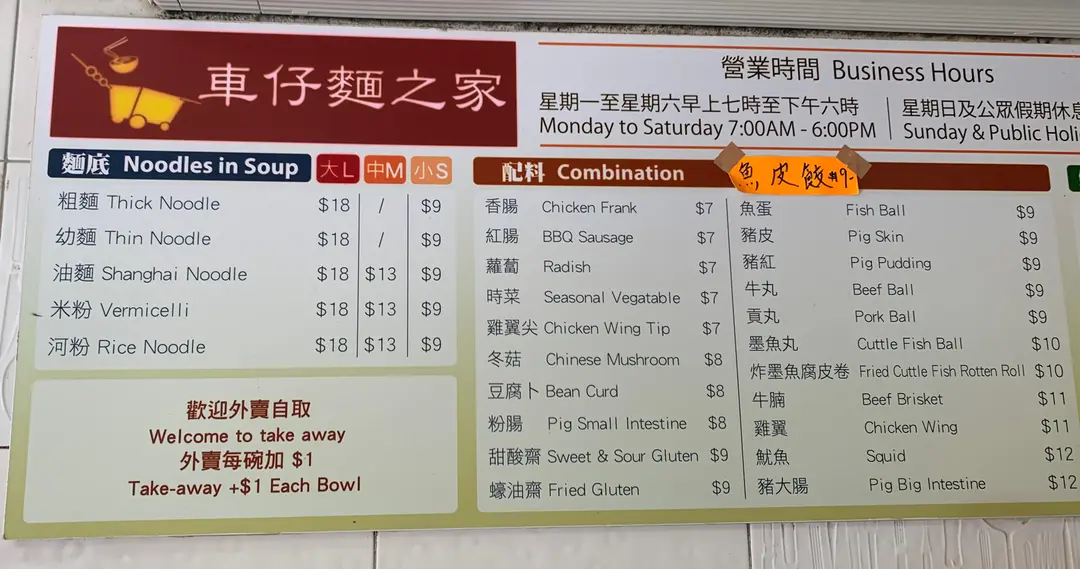 車仔麵之家
營業時間 Business Hours
星期一至星期六早上七時至下午六時
Monday to Saturday 7:00AM - 6:00PM
星期日及公眾假期休息
Sunday & Public
麵底 Noodles in Soup 大L 中M 小S
粗麵 Thick Noodle $18 / $9
幼麵 Thin Noodle $18 / $9
油麵 Shanghai Noodle $18 $13 $9
米粉 Vermicelli $18 $13 $9
河粉 Rice Noodle $18 $13 $9
歡迎外賣自取
Welcome to take away
外賣每碗加 $1
Take-away +$1 Each Bowl
配料 Combination
魚皮餃 $9-
香腸 Chicken Frank $7
紅腸 BBQ Sausage $7
蘿蔔 Radish $7
時菜 Seasonal Vegatable $7
雞翼尖 Chicken Wing Tip $7
冬菇 Chinese Mushroom $8
豆腐卜 Bean Curd $8
粉腸 Pig Small Intestine $8
甜酸齋 Sweet & Sour Gluten $9
蠔油齋 Fried Gluten $9
魚蛋 Fish Ball $9
豬皮 Pig Skin $9
豬紅 Pig Pudding $9
牛丸 Beef Ball $9
貢丸 Pork Ball $9
墨魚丸 Cuttle Fish Ball $10
炸墨魚腐皮卷 Fried Cuttle Fish Rotten Roll $10
牛腩 Beef Brisket $11
雞翼 Chicken Wing $11
魷魚 Squid $12
豬大腸 Pig Big Intestine $12